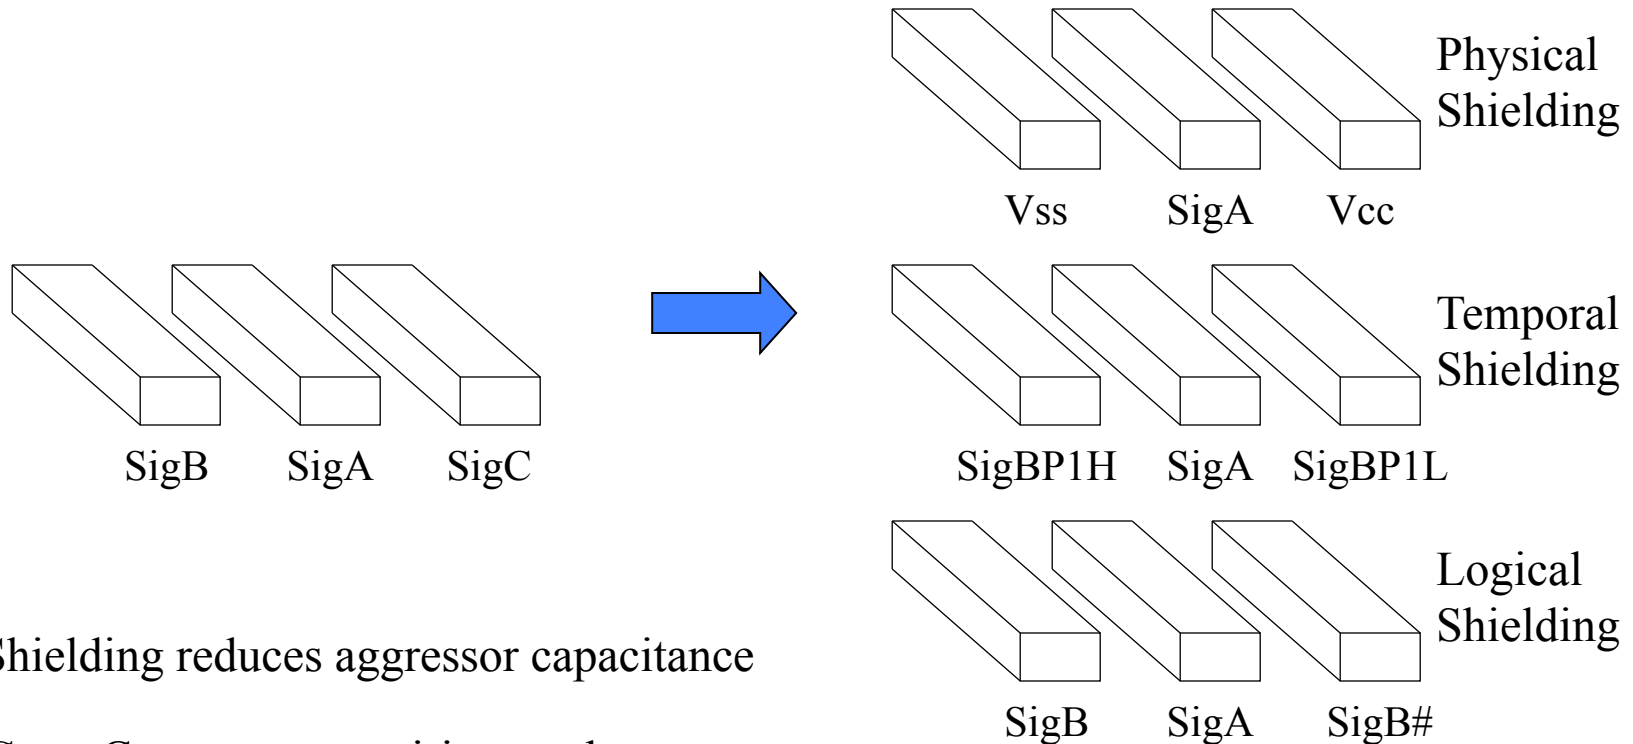 Physical
Shielding
Vss SigA Vcc
SigB SigA SigC
Temporal
Shielding
SigBP1H SigA SigBP1L
Logical
Shielding
SigB SigA SigB#
Shielding reduces aggressor capacitance